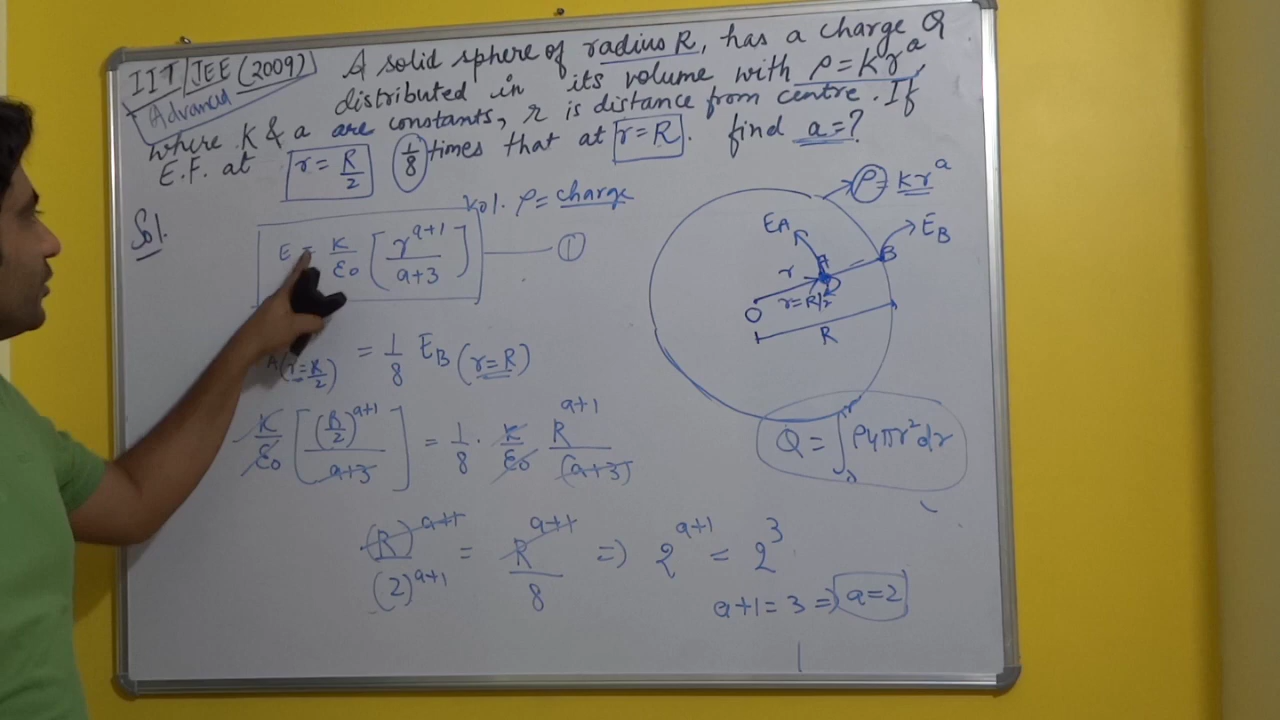 IIT/JEE (2009) A solid sphere of radius R, has a charge Q
Advanced distributed in its volume with ρ = Kr^a,
where K & a are constants, r is distance from centre. If
E.F. at r = R/2 1/8 times that at r = R. find a = ?
Sol.
vol. ρ = charge
E = K/ε0 [r^(a+1)/(a+3)] — ①
A(r=R/2) = 1/8 E_B (r=R)
K/ε0 [(R/2)^(a+1)/(a+3)] = 1/8 · K/ε0 R^(a+1)/(a+3)
(R)^(a+1)/(2)^(a+1) = R^(a+1)/8 => 2^(a+1) = 2^3
a+1 = 3 => a=2
ρ = Kr^a
E_A
E_B
A
B
r
r=R/2
O
R
Q = ∫ ρ4πr²dr